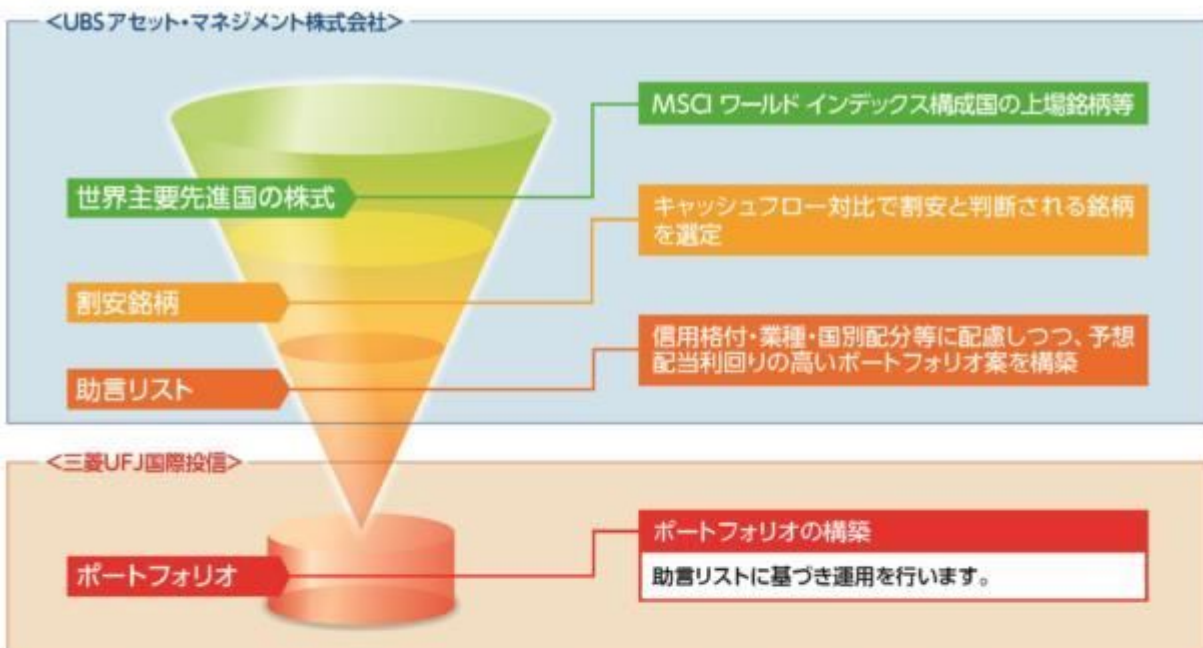 <UBSアセット・マネジメント株式会社>
MSCI ワールド インデックス構成国の上場銘柄等
世界主要先進国の株式
キャッシュフロー対比で割安と判断される銘柄
を選定
割安銘柄
信用格付・業種・国別配分等に配慮しつつ、予想
配当利回りの高いポートフォリオ案を構築
助言リスト
<三菱UFJ国際投信>
ポートフォリオの構築
ポートフォリオ
助言リストに基づき運用を行います。